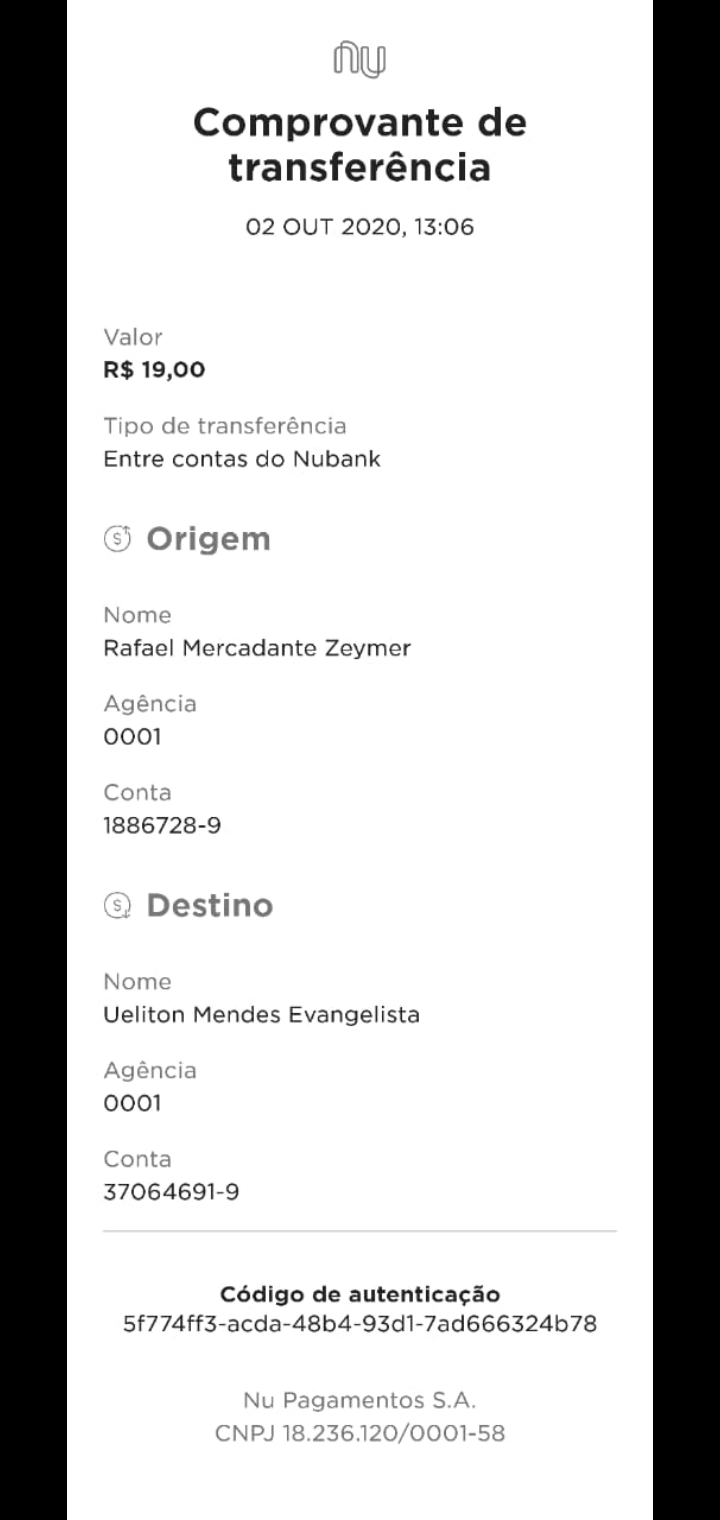 nu
Comprovante de
transferência
02 OUT 2020, 13:06
Valor
R$ 19,00
Tipo de transferência
Entre contas do Nubank
Origem
Nome
Rafael Mercadante Zeymer
Agência
0001
Conta
1886728-9
Destino
Nome
Ueliton Mendes Evangelista
Agência
0001
Conta
37064691-9
Código de autenticação
5f774ff3-acda-48b4-93d1-7ad666324b78
Nu Pagamentos S.A.
CNPJ 18.236.120/0001-58